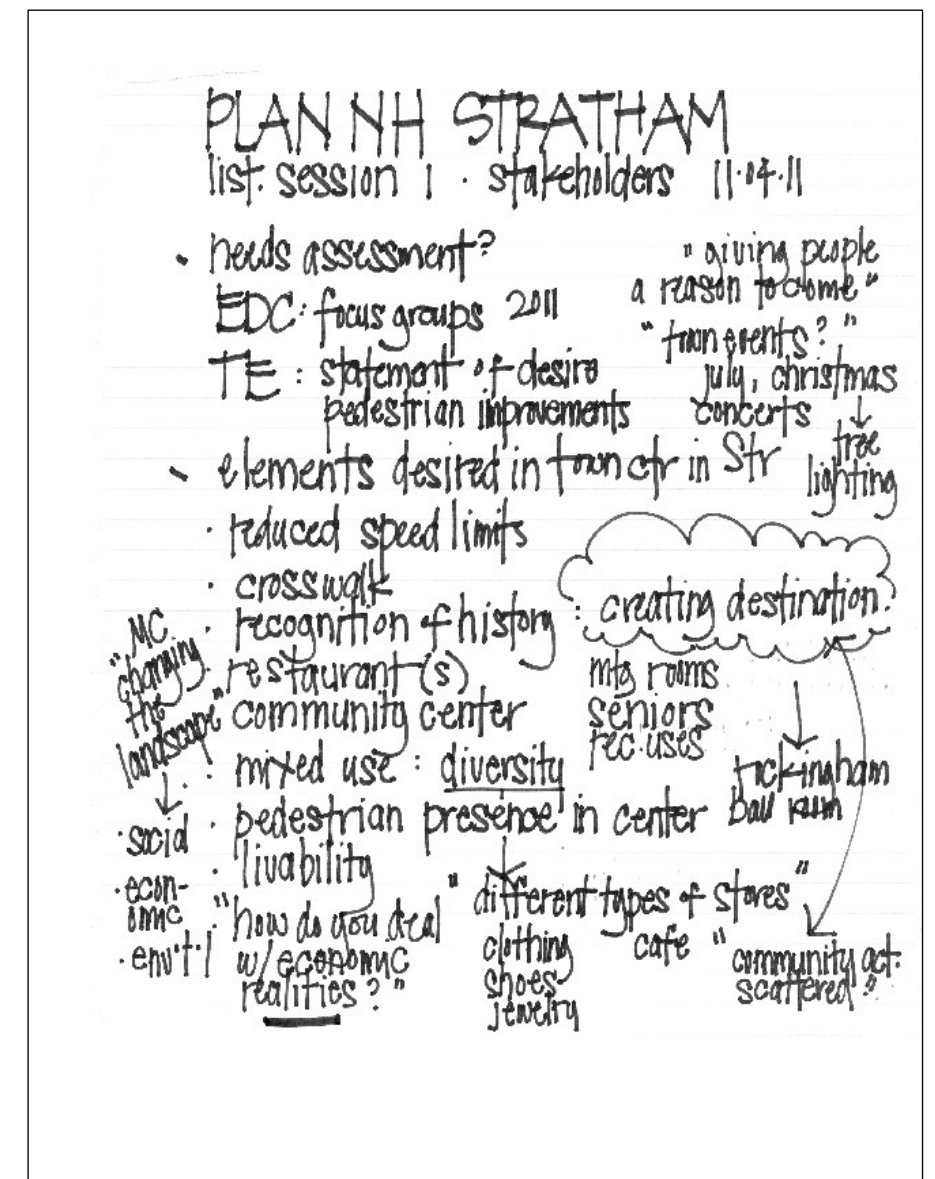 PLAN NH STRATHAM
list. session 1 · stakeholders 11·04·11
- needs assessment?
EDC: focus groups 2011
TE: statement of desire
pedestrian improvements
"giving people
a reason to come"
"town events?"
july, christmas
concerts
tree
lighting
- elements desired in town ctr in Str
· reduced speed limits
· crosswalk
· recognition of history
· restaurant(s)
· community center
· mixed use: diversity
· pedestrian presence in center
· livability
"how do you deal
w/ economic
realities?"
: creating destination:
mtg rooms
seniors
rec. uses
rockingham
ball room
"different types of stores"
clothing
shoes
jewelry
cafe
"community act.
scattered?
MC
"changing
the
landscape"
· social
· econ-
omic
· env't'l